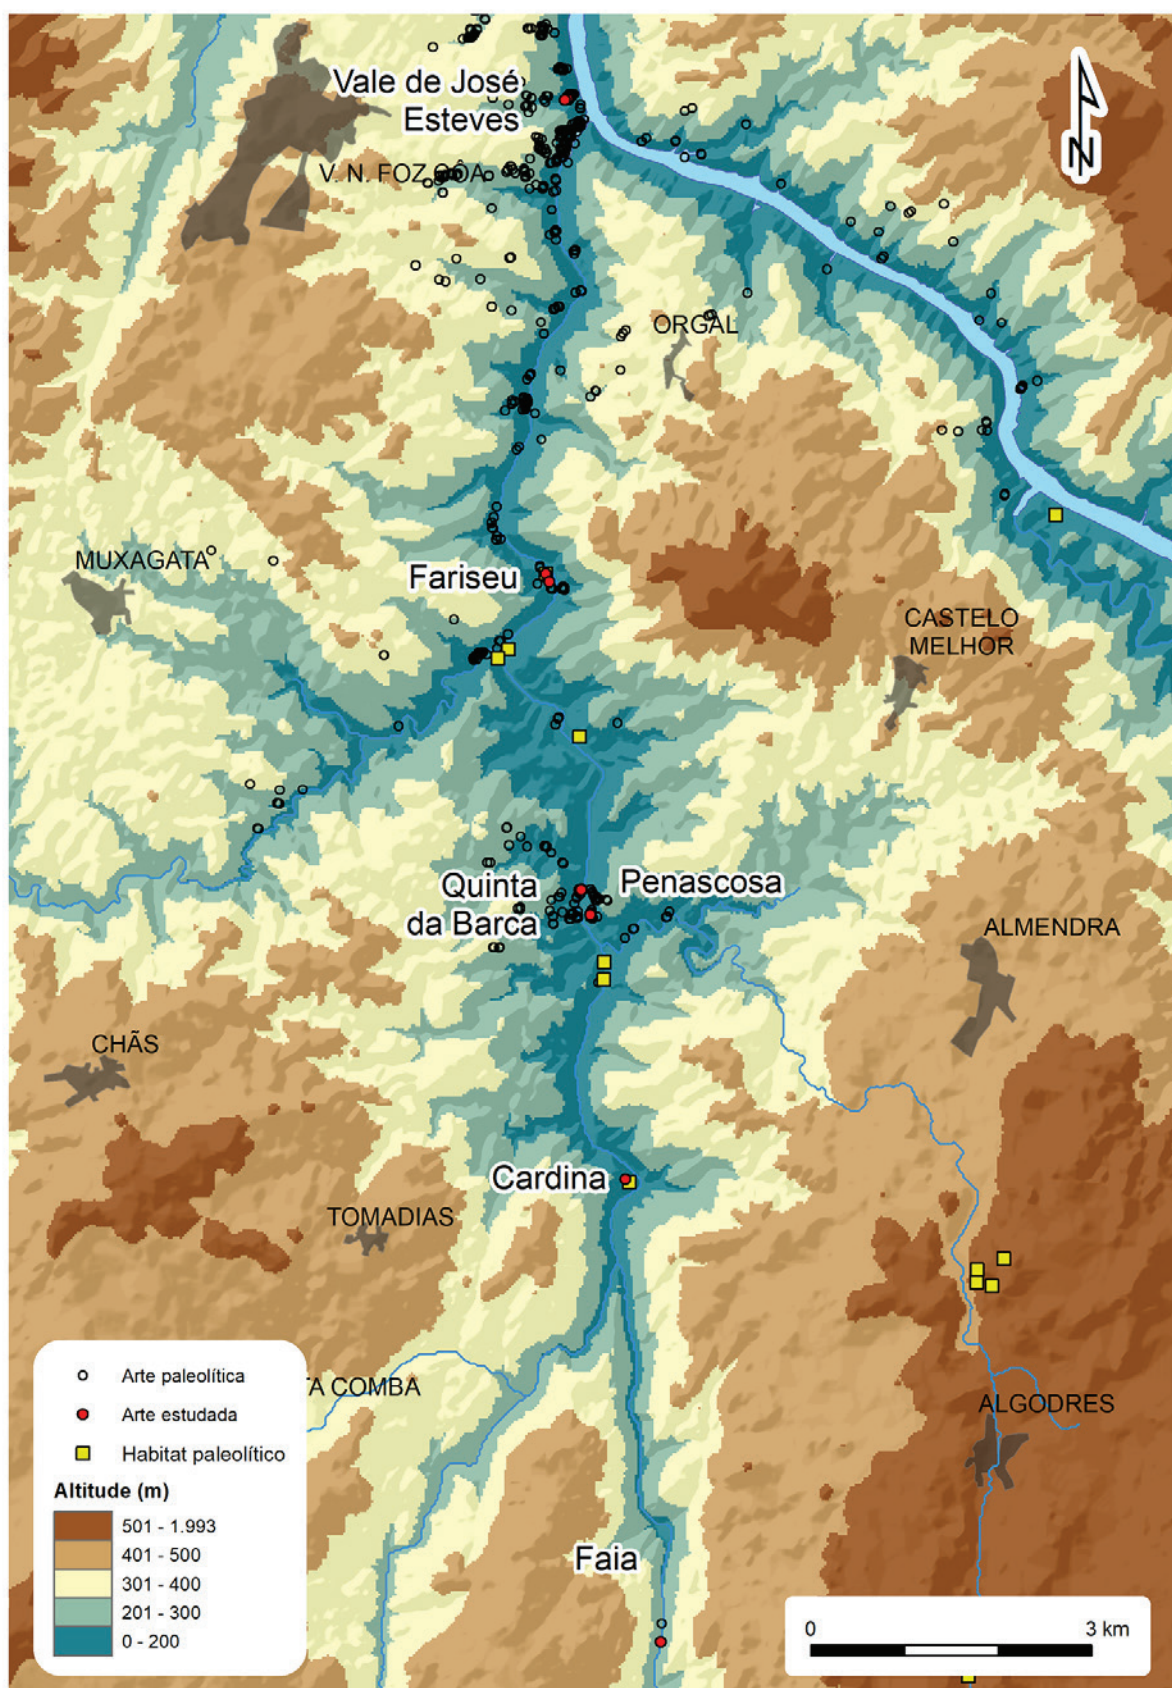 Vale de José
Esteves
V. N. FOZ CÔA
N
ORGAL
MUXAGATA
Fariseu
CASTELO
MELHOR
Quinta
da Barca
Penascosa
ALMENDRA
CHÃS
Cardina
TOMADIAS
TA COMBA
ALGODRES
Faia
Arte paleolítica
Arte estudada
Habitat paleolítico
Altitude (m)
501 - 1.993
401 - 500
301 - 400
201 - 300
0 - 200
0 3 km